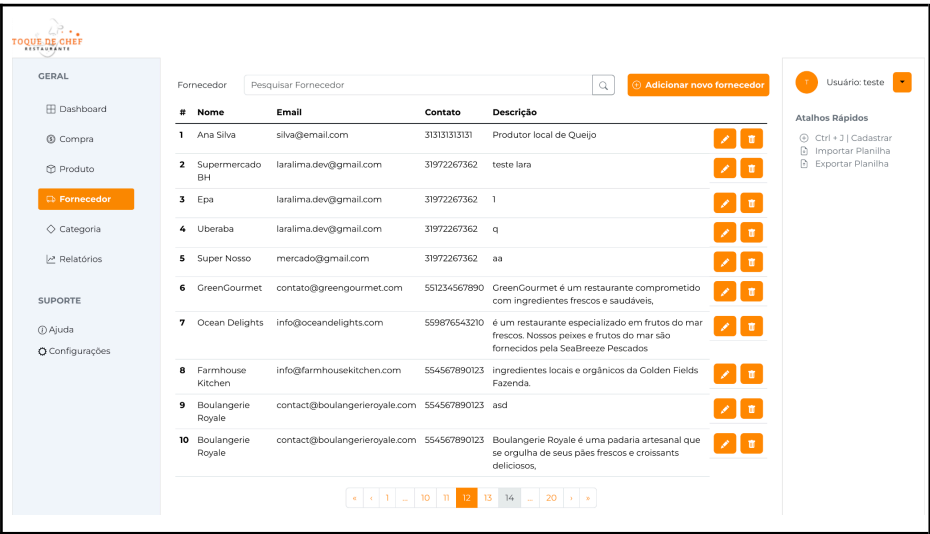 TOQUE DE CHEF
RESTAURANTE
GERAL
Dashboard
Compra
Produto
Fornecedor
Categoria
Relatórios
SUPORTE
Ajuda
Configurações
Fornecedor
Pesquisar Fornecedor
Adicionar novo fornecedor
# Nome Email Contato Descrição
1 Ana Silva silva@email.com 31313131313131 Produtor local de Queijo
2 Supermercado laralima.dev@gmail.com 31972267362 teste lara
BH
3 Epa laralima.dev@gmail.com 31972267362 1
4 Uberaba laralima.dev@gmail.com 31972267362 q
5 Super Nosso mercado@gmail.com 31972267362 aa
6 GreenGourmet contato@greengourmet.com 551234567890 GreenGourmet é um restaurante comprometido
com ingredientes frescos e saudáveis,
7 Ocean Delights info@oceandelights.com 559876543210 é um restaurante especializado em frutos do mar
frescos. Nossos peixes e frutos do mar são
fornecidos pela SeaBreeze Pescados
8 Farmhouse info@farmhousekitchen.com 554567890123 ingredientes locais e orgânicos da Golden Fields
Kitchen Fazenda.
9 Boulangerie contact@boulangerieroyale.com 554567890123 asd
Royale
10 Boulangerie contact@boulangerieroyale.com 554567890123 Boulangerie Royale é uma padaria artesanal que
Royale se orgulha de seus pães frescos e croissants
deliciosos,
« ‹ 1 ... 10 11 12 13 14 ... 20 › »
Usuário: teste
Atalhos Rápidos
Ctrl + J | Cadastrar
Importar Planilha
Exportar Planilha